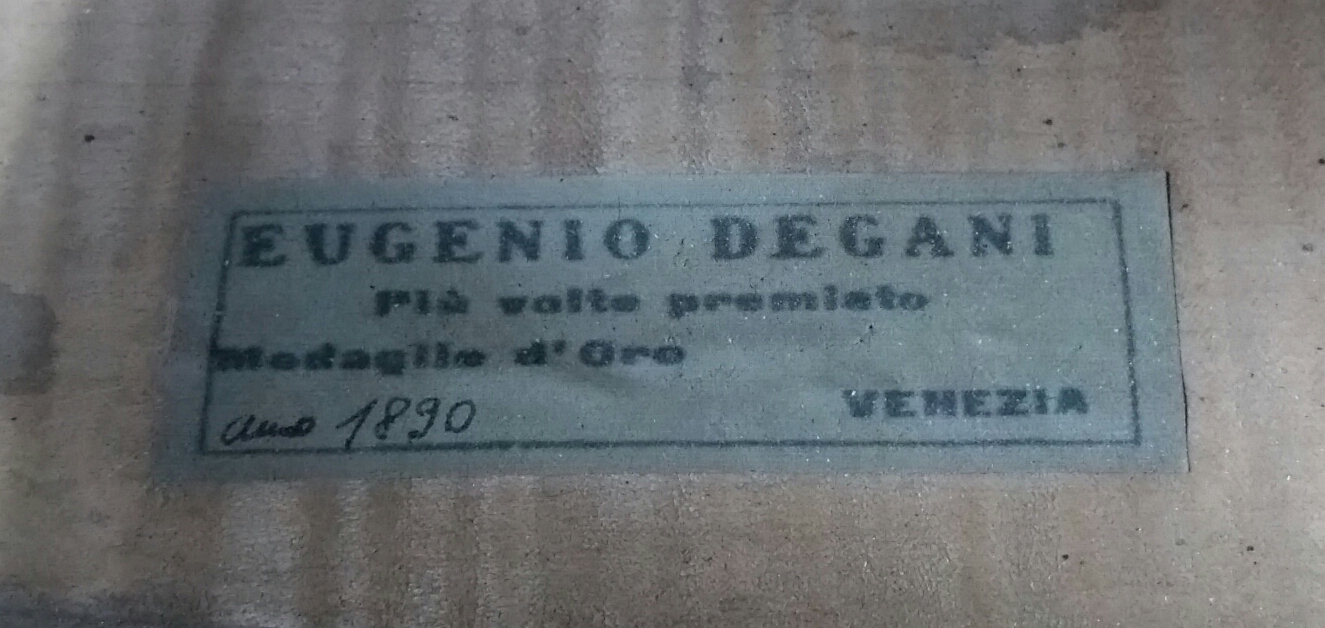 EUGENIO DEGANI
Più volte premiato
Medaglie d'Oro
VENEZIA
anno 1890